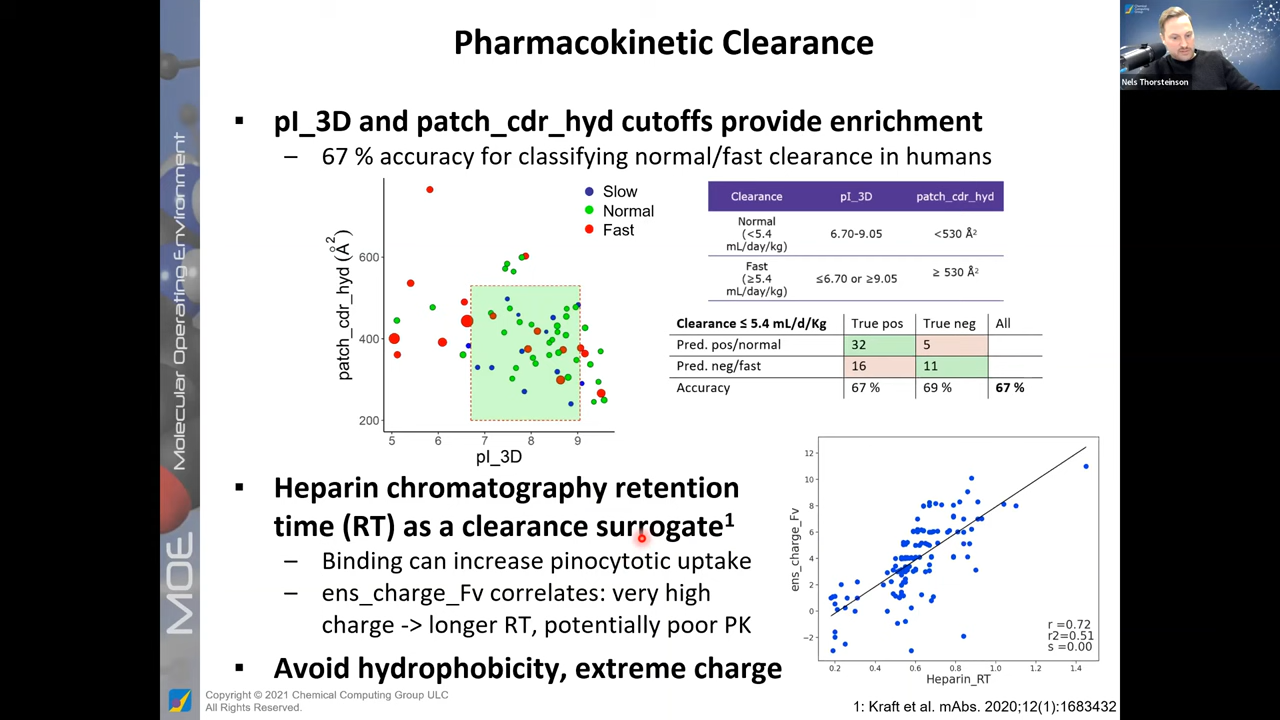 Pharmacokinetic Clearance
Chemical
Computing
Group
Nels Thorsteinson
MOE Molecular Operating Environment
▪ pI_3D and patch_cdr_hyd cutoffs provide enrichment
– 67 % accuracy for classifying normal/fast clearance in humans
patch_cdr_hyd (Å²)
600
400
200
5 6 7 8 9
pI_3D
Slow
Normal
Fast
Clearance pI_3D patch_cdr_hyd
Normal
(<5.4
mL/day/kg)
6.70-9.05 <530 Å²
Fast
(≥5.4
mL/day/kg)
≤6.70 or ≥9.05 ≥ 530 Å²
Clearance ≤ 5.4 mL/d/Kg True pos True neg All
Pred. pos/normal 32 5
Pred. neg/fast 16 11
Accuracy 67 % 69 % 67 %
▪ Heparin chromatography retention
time (RT) as a clearance surrogate¹
– Binding can increase pinocytotic uptake
– ens_charge_Fv correlates: very high
charge -> longer RT, potentially poor PK
▪ Avoid hydrophobicity, extreme charge
ens_charge_Fv
12
10
8
6
4
2
0
−2
0.2 0.4 0.6 0.8 1.0 1.2 1.4
Heparin_RT
r =0.72
r2=0.51
s =0.00
Copyright © 2021 Chemical Computing Group ULC
All Rights Reserved.
1: Kraft et al. mAbs. 2020;12(1):1683432